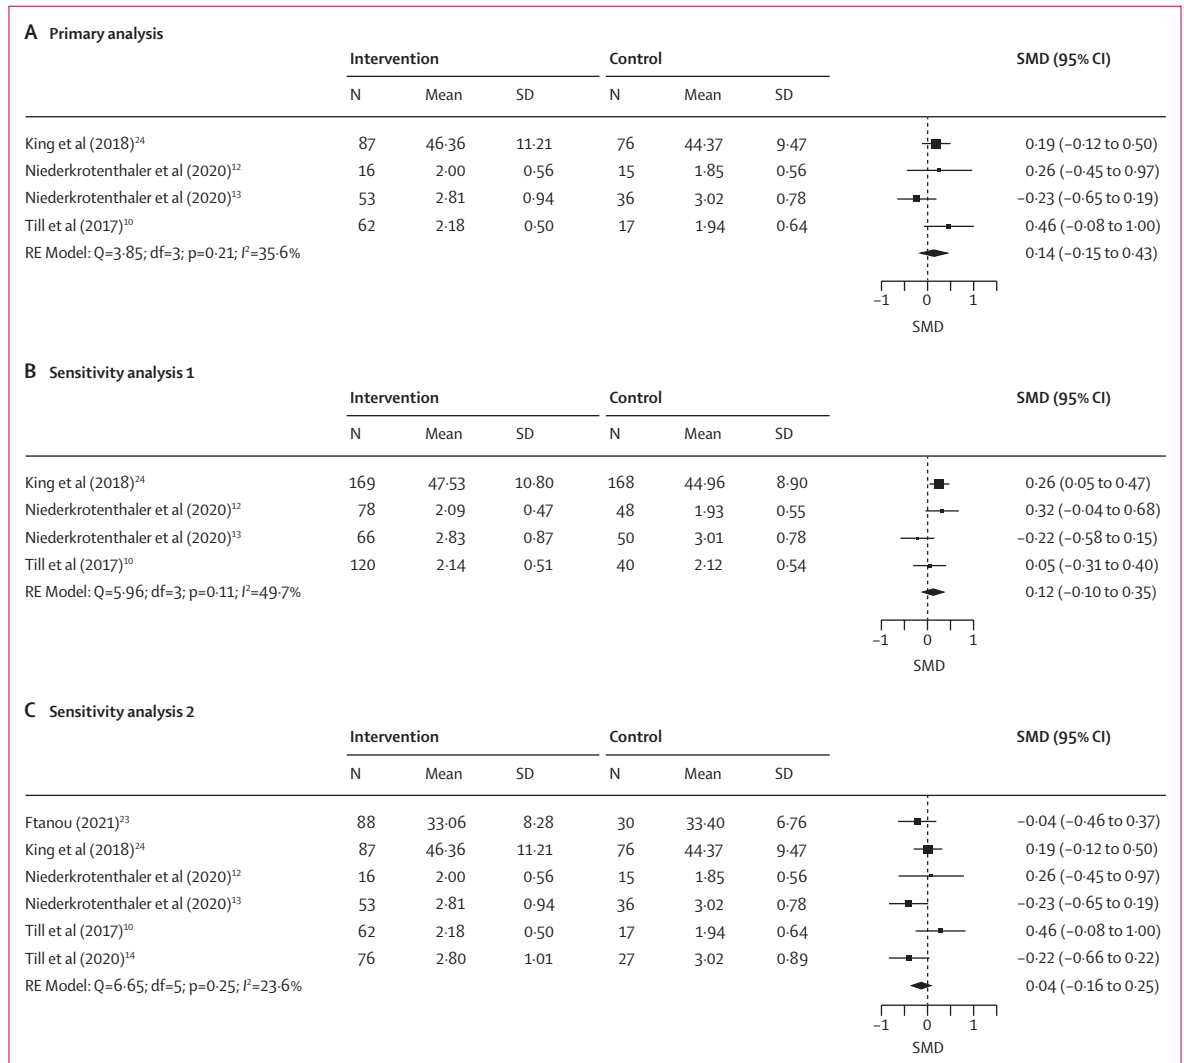 A Primary analysis
Intervention Control SMD (95% CI)
N Mean SD N Mean SD
King et al (2018)²⁴ 87 46·36 11·21 76 44·37 9·47 0·19 (–0·12 to 0·50)
Niederkrotenthaler et al (2020)¹² 16 2·00 0·56 15 1·85 0·56 0·26 (–0·45 to 0·97)
Niederkrotenthaler et al (2020)¹³ 53 2·81 0·94 36 3·02 0·78 –0·23 (–0·65 to 0·19)
Till et al (2017)¹⁰ 62 2·18 0·50 17 1·94 0·64 0·46 (–0·08 to 1·00)
RE Model: Q=3·85; df=3; p=0·21; I²=35·6% 0·14 (–0·15 to 0·43)
–1 0 1
SMD
B Sensitivity analysis 1
Intervention Control SMD (95% CI)
N Mean SD N Mean SD
King et al (2018)²⁴ 169 47·53 10·80 168 44·96 8·90 0·26 (0·05 to 0·47)
Niederkrotenthaler et al (2020)¹² 78 2·09 0·47 48 1·93 0·55 0·32 (–0·04 to 0·68)
Niederkrotenthaler et al (2020)¹³ 66 2·83 0·87 50 3·01 0·78 –0·22 (–0·58 to 0·15)
Till et al (2017)¹⁰ 120 2·14 0·51 40 2·12 0·54 0·05 (–0·31 to 0·40)
RE Model: Q=5·96; df=3; p=0·11; I²=49·7% 0·12 (–0·10 to 0·35)
–1 0 1
SMD
C Sensitivity analysis 2
Intervention Control SMD (95% CI)
N Mean SD N Mean SD
Ftanou (2021)²³ 88 33·06 8·28 30 33·40 6·76 –0·04 (–0·46 to 0·37)
King et al (2018)²⁴ 87 46·36 11·21 76 44·37 9·47 0·19 (–0·12 to 0·50)
Niederkrotenthaler et al (2020)¹² 16 2·00 0·56 15 1·85 0·56 0·26 (–0·45 to 0·97)
Niederkrotenthaler et al (2020)¹³ 53 2·81 0·94 36 3·02 0·78 –0·23 (–0·65 to 0·19)
Till et al (2017)¹⁰ 62 2·18 0·50 17 1·94 0·64 0·46 (–0·08 to 1·00)
Till et al (2020)¹⁴ 76 2·80 1·01 27 3·02 0·89 –0·22 (–0·66 to 0·22)
RE Model: Q=6·65; df=5; p=0·25; I²=23·6% 0·04 (–0·16 to 0·25)
–1 0 1
SMD